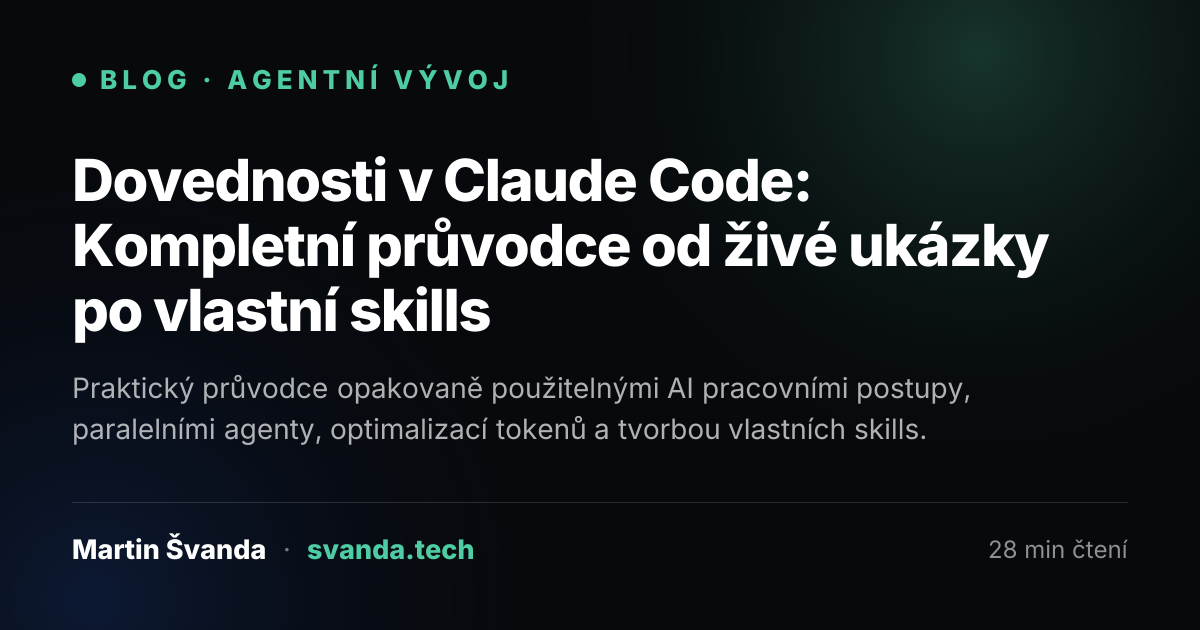 BLOG · AGENTNÍ VÝVOJ
Dovednosti v Claude Code:
Kompletní průvodce od živé ukázky
po vlastní skills
Praktický průvodce opakovaně použitelnými AI pracovními postupy,
paralelními agenty, optimalizací tokenů a tvorbou vlastních skills.
Martin Švanda · svanda.tech
28 min čtení